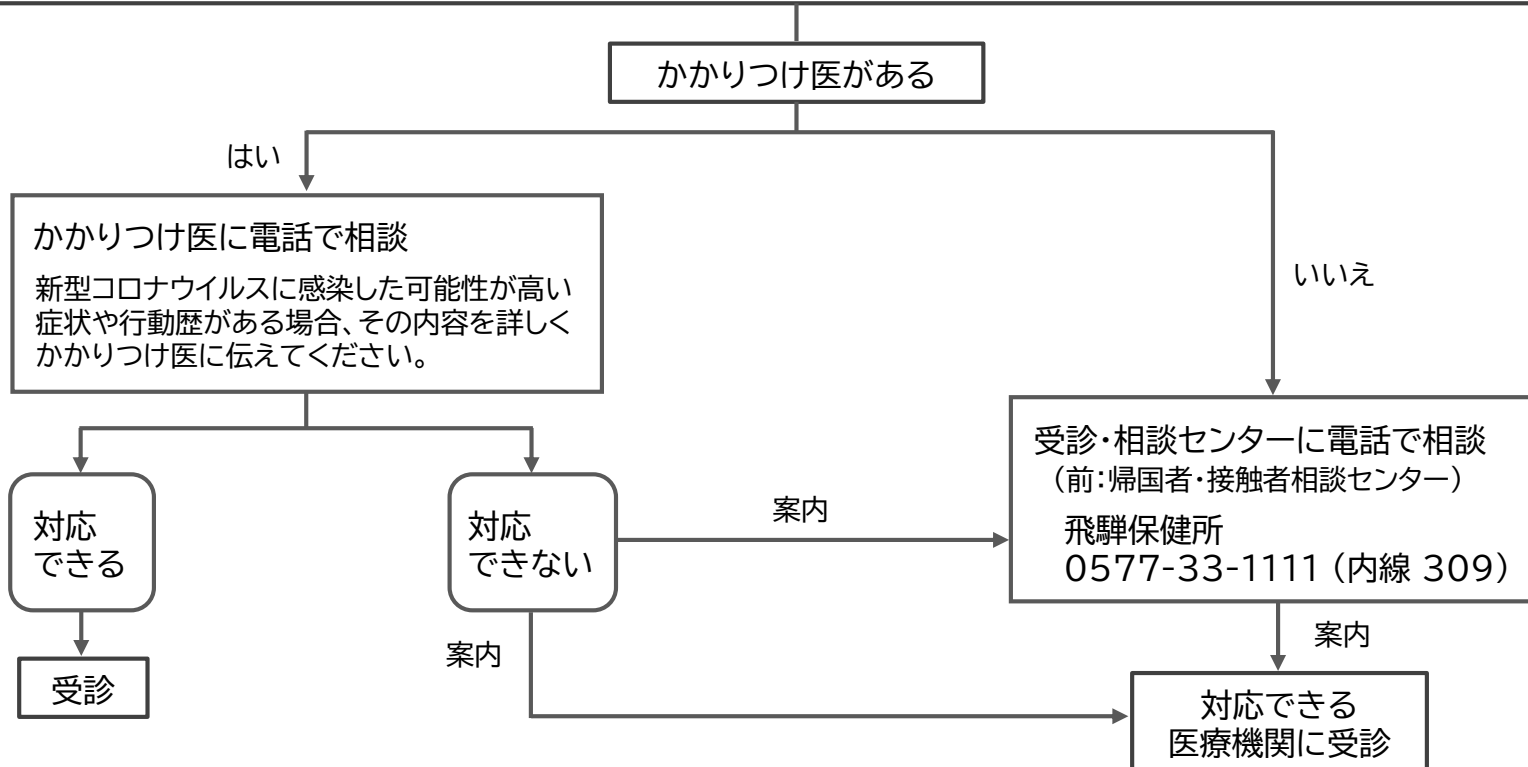 かかりつけ医がある
はい
いいえ
かかりつけ医に電話で相談
新型コロナウイルスに感染した可能性が高い
症状や行動歴がある場合、その内容を詳しく
かかりつけ医に伝えてください。
対応
できる
対応
できない
案内
受診・相談センターに電話で相談
（前：帰国者・接触者相談センター）
飛騨保健所
0577-33-1111（内線 309）
受診
案内
案内
対応できる
医療機関に受診